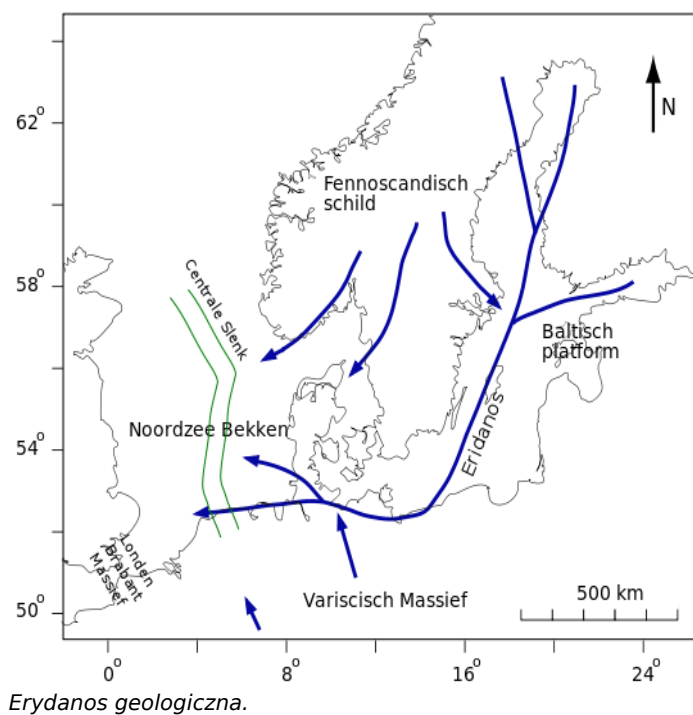 62°
58°
54°
50°
N
Fennoscandisch
schild
Centrale Slenk
Baltisch
platform
Noordzee Bekken
Eridanos
Londen
Brabant
Massief
Variscisch Massief
500 km
0°
8°
16°
24°
Erydanos geologiczna.